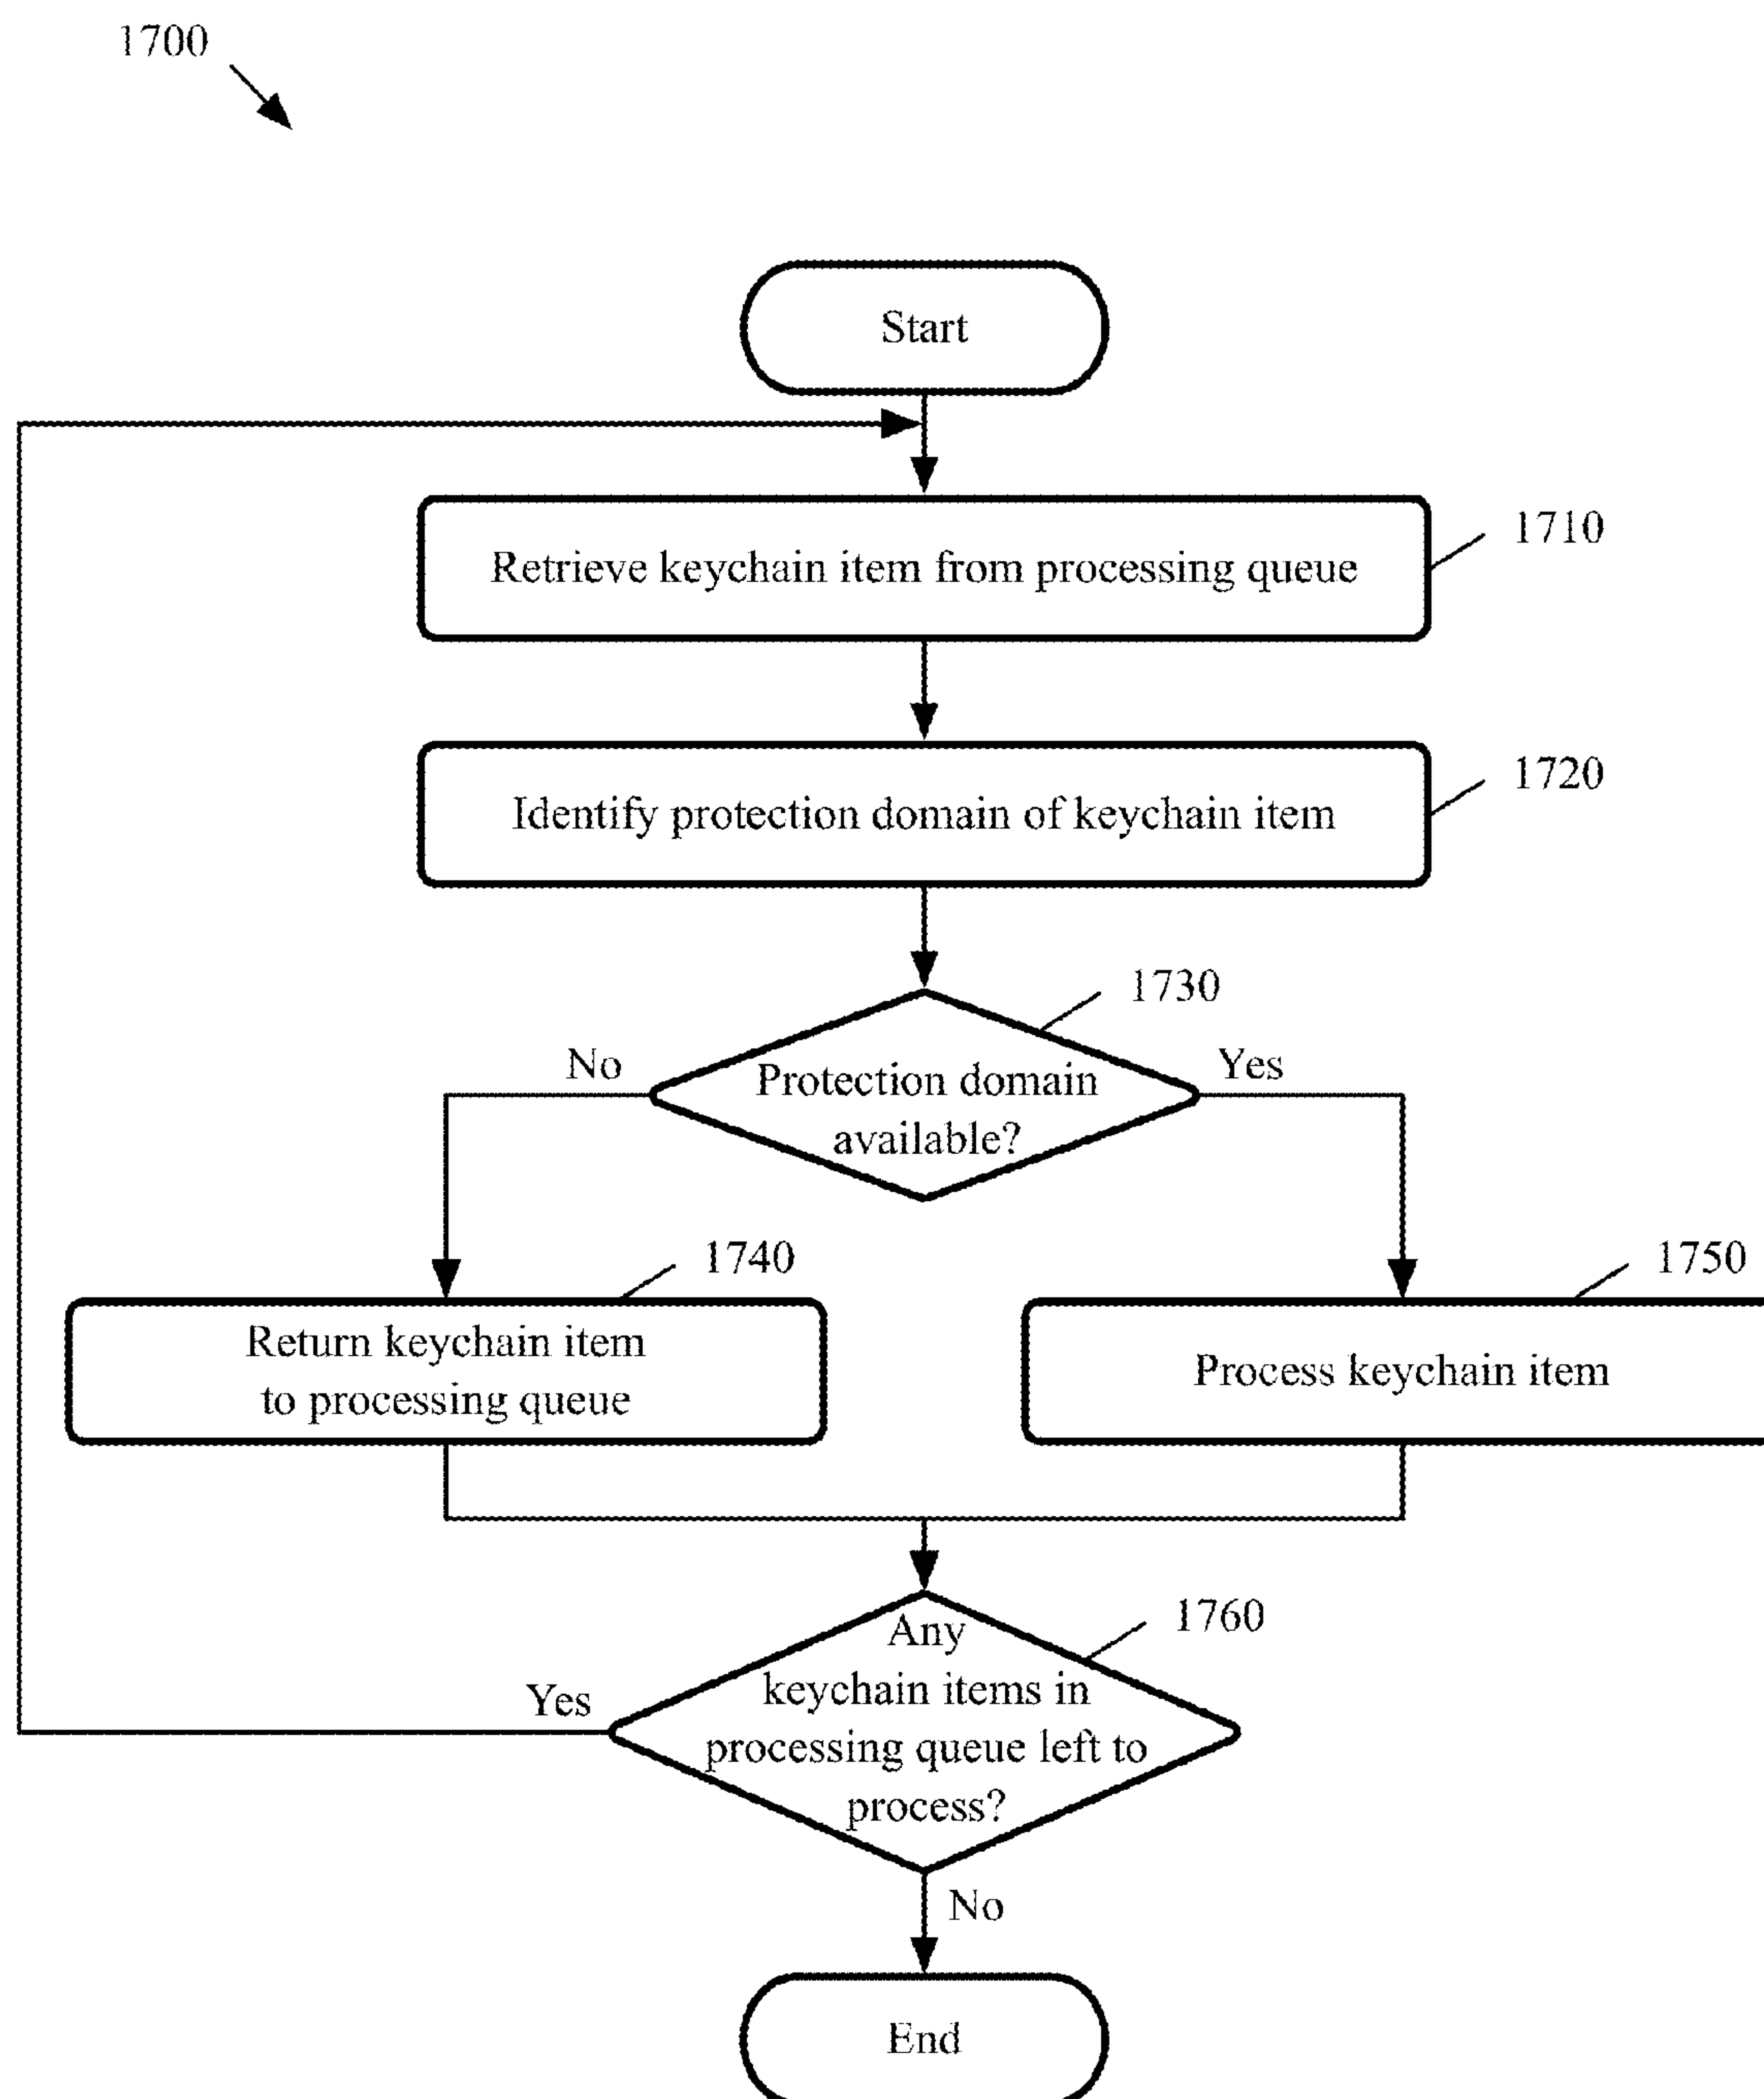 1700
Start
Retrieve keychain item from processing queue
1710
Identify protection domain of keychain item
1720
1730
No
Yes
Protection domain
available?
1740
1750
Return keychain item
to processing queue
Process keychain item
1760
Any
keychain items in
processing queue left to
process?
Yes
No
End